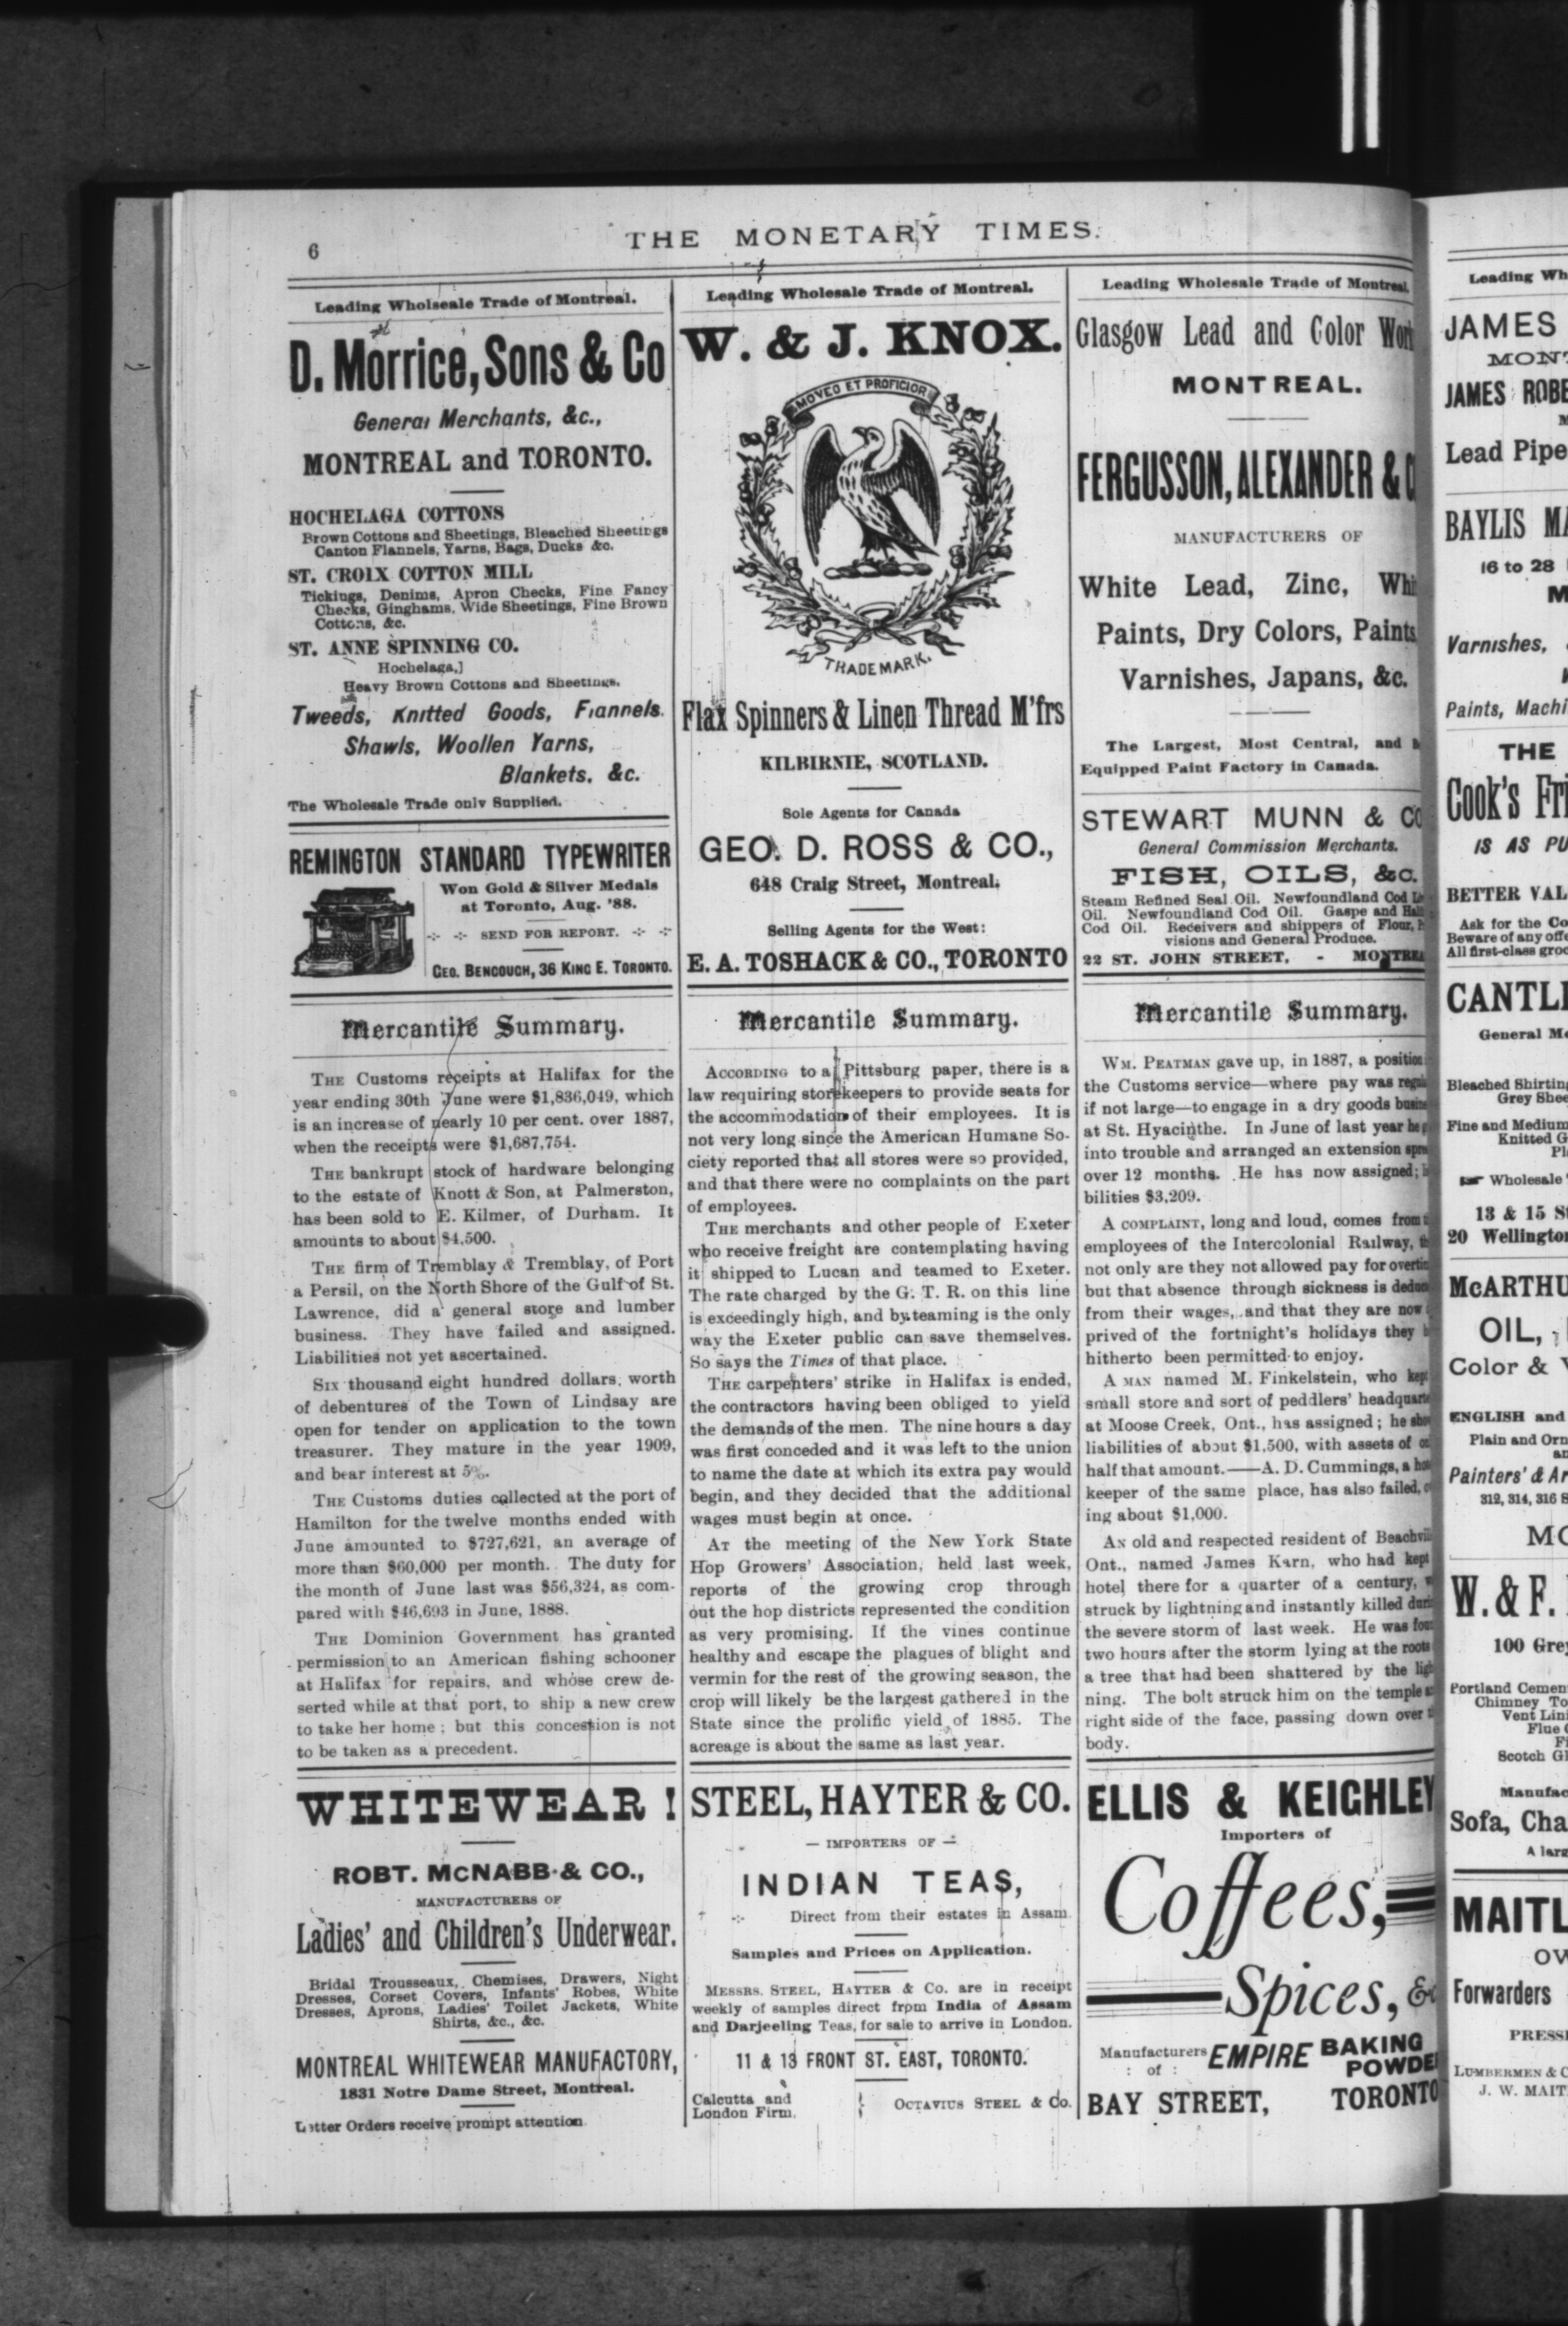 6
THE MONETARY TIMES.
Leading Wholseale Trade of Montreal.
D. Morrice, Sons & Co
General Merchants, &c.,
MONTREAL and TORONTO.
HOCHELAGA COTTONS
Brown Cottons and Sheetings, Bleached Sheetings
Canton Flannels, Yarns, Bags, Ducks &c.
ST. CROIX COTTON MILL
Tickings, Denims, Apron Checks, Fine Fancy
Checks, Ginghams, Wide Sheetings, Fine Brown
Cottons, &c.
ST. ANNE SPINNING CO.
Hochelaga,]
Heavy Brown Cottons and Sheetings.
Tweeds, Knitted Goods, Flannels.
Shawls, Woollen Yarns,
Blankets, &c.
The Wholesale Trade only Supplied.
REMINGTON STANDARD TYPEWRITER
Won Gold & Silver Medals
at Toronto, Aug. '88.
SEND FOR REPORT.
GEO. BENGOUGH, 36 KING E. TORONTO.
Mercantile Summary.
THE Customs receipts at Halifax for the
year ending 30th June were $1,836,049, which
is an increase of nearly 10 per cent. over 1887,
when the receipts were $1,687,754.
THE bankrupt stock of hardware belonging
to the estate of Knott & Son, at Palmerston,
has been sold to E. Kilmer, of Durham. It
amounts to about $4,500.
THE firm of Tremblay & Tremblay, of Port
a Persil, on the North Shore of the Gulf of St.
Lawrence, did a general store and lumber
business. They have failed and assigned.
Liabilities not yet ascertained.
SIX thousand eight hundred dollars, worth
of debentures of the Town of Lindsay are
open for tender on application to the town
treasurer. They mature in the year 1909,
and bear interest at 5%.
THE Customs duties collected at the port of
Hamilton for the twelve months ended with
June amounted to $727,621, an average of
more than $60,000 per month. The duty for
the month of June last was $56,324, as com-
pared with $46,693 in June, 1888.
THE Dominion Government has granted
permission to an American fishing schooner
at Halifax for repairs, and whose crew de-
serted while at that port, to ship a new crew
to take her home; but this concession is not
to be taken as a precedent.
WHITEWEAR!
ROBT. MCNABB & CO.,
MANUFACTURERS OF
Ladies' and Children's Underwear.
Bridal Trousseaux, Chemises, Drawers, Night
Dresses, Corset Covers, Infants' Robes, White
Dresses, Aprons, Ladies' Toilet Jackets, White
Shirts, &c., &c.
MONTREAL WHITEWEAR MANUFACTORY,
1831 Notre Dame Street, Montreal.
Letter Orders receive prompt attention
Leading Wholesale Trade of Montreal.
W. & J. KNOX.
MOVEO ET PROFICIOR
TRADE MARK.
Flax Spinners & Linen Thread M'frs
KILBIRNIE, SCOTLAND.
Sole Agents for Canada
GEO. D. ROSS & CO.,
648 Craig Street, Montreal.
Selling Agents for the West:
E. A. TOSHACK & CO., TORONTO
Mercantile Summary.
ACCORDING to a Pittsburg paper, there is a
law requiring storekeepers to provide seats for
the accommodation of their employees. It is
not very long since the American Humane So-
ciety reported that all stores were so provided,
and that there were no complaints on the part
of employees.
THE merchants and other people of Exeter
who receive freight are contemplating having
it shipped to Lucan and teamed to Exeter.
The rate charged by the G. T. R. on this line
is exceedingly high, and by teaming is the only
way the Exeter public can save themselves.
So says the Times of that place.
THE carpenters' strike in Halifax is ended,
the contractors having been obliged to yield
the demands of the men. The nine hours a day
was first conceded and it was left to the union
to name the date at which its extra pay would
begin, and they decided that the additional
wages must begin at once.
AT the meeting of the New York State
Hop Growers' Association, held last week,
reports of the growing crop through
out the hop districts represented the condition
as very promising. If the vines continue
healthy and escape the plagues of blight and
vermin for the rest of the growing season, the
crop will likely be the largest gathered in the
State since the prolific yield of 1885. The
acreage is about the same as last year.
STEEL, HAYTER & CO.
— IMPORTERS OF —
INDIAN TEAS,
Direct from their estates in Assam.
Samples and Prices on Application.
MESSRS. STEEL, HAYTER & Co. are in receipt
weekly of samples direct from India of Assam
and Darjeeling Teas, for sale to arrive in London.
11 & 13 FRONT ST. EAST, TORONTO.
Calcutta and
London Firm, } OCTAVIUS STEEL & Co.
Leading Wholesale Trade of Montreal.
Glasgow Lead and Color
MONTREAL.
FERGUSSON, ALEXANDER &
MANUFACTURERS OF
White Lead, Zinc,
Paints, Dry Colors, Paints
Varnishes, Japans, &c.
The Largest, Most Central, and
Equipped Paint Factory in Canada.
STEWART MUNN & CO
General Commission Merchants.
FISH, OILS, &c.
Steam Refined Seal Oil. Newfoundland Cod
Oil. Newfoundland Cod Oil. Gaspe and
Cod Oil. Receivers and shippers of Flour,
visions and General Produce.
22 ST. JOHN STREET, - MONTREAL
Mercantile Summary.
WM. PEATMAN gave up, in 1887, a position
the Customs service—where pay was
if not large—to engage in a dry goods
at St. Hyacinthe. In June of last year he
into trouble and arranged an extension
over 12 months. He has now assigned;
bilities $3,209.
A COMPLAINT, long and loud, comes from
employees of the Intercolonial Railway,
not only are they not allowed pay for
but that absence through sickness is
from their wages, and that they are now
prived of the fortnight's holidays they
hitherto been permitted to enjoy.
A MAN named M. Finkelstein, who kept
small store and sort of peddlers'
at Moose Creek, Ont., has assigned; he
liabilities of about $1,500, with assets of
half that amount.—A. D. Cummings, a
keeper of the same place, has also failed,
ing about $1,000.
AN old and respected resident of
Ont., named James Karn, who had kept
hotel there for a quarter of a century,
struck by lightning and instantly killed
the severe storm of last week. He was
two hours after the storm lying at the roots
a tree that had been shattered by the
ning. The bolt struck him on the temple
right side of the face, passing down over
body.
ELLIS & KEIGHLEY
Importers of
Coffees,
Spices, &c
Manufacturers
: of :
EMPIRE BAKING
POWDER
BAY STREET, TORONTO
Leading
JAMES
JAMES
Lead Pipe
BAYLIS
16 to 28
Varnishes,
Paints,
THE
Cook's
IS AS
BETTER
Ask for the
Beware of any
All first-class
CANTL
General
Bleached
Grey
Fine and Medium
Knitted
Wholesale
13 & 15
20
OIL,
Color &
ENGLISH and
Plain and
Painters' &
312, 314, 316
W. & F.
100
Portland
Chimney
Vent
Flue
Scotch
Sofa,
A
MAITL
Forwarders
LUMBERMEN &
J. W.